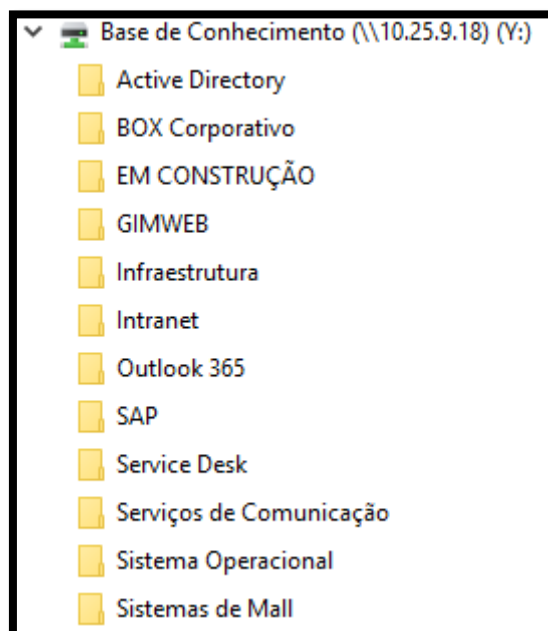 Base de Conhecimento (\\10.25.9.18) (Y:)
Active Directory
BOX Corporativo
EM CONSTRUÇÃO
GIMWEB
Infraestrutura
Intranet
Outlook 365
SAP
Service Desk
Serviços de Comunicação
Sistema Operacional
Sistemas de Mall